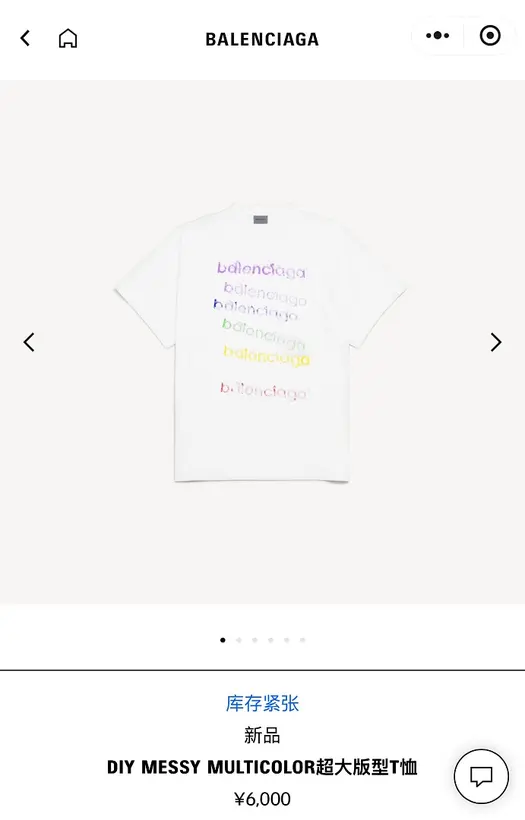 BALENCIAGA
balenciaga
balenciaga
balenciaga
balenciaga
balenciaga
balenciaga
库存紧张
新品
DIY MESSY MULTICOLOR超大版型T恤
¥6,000